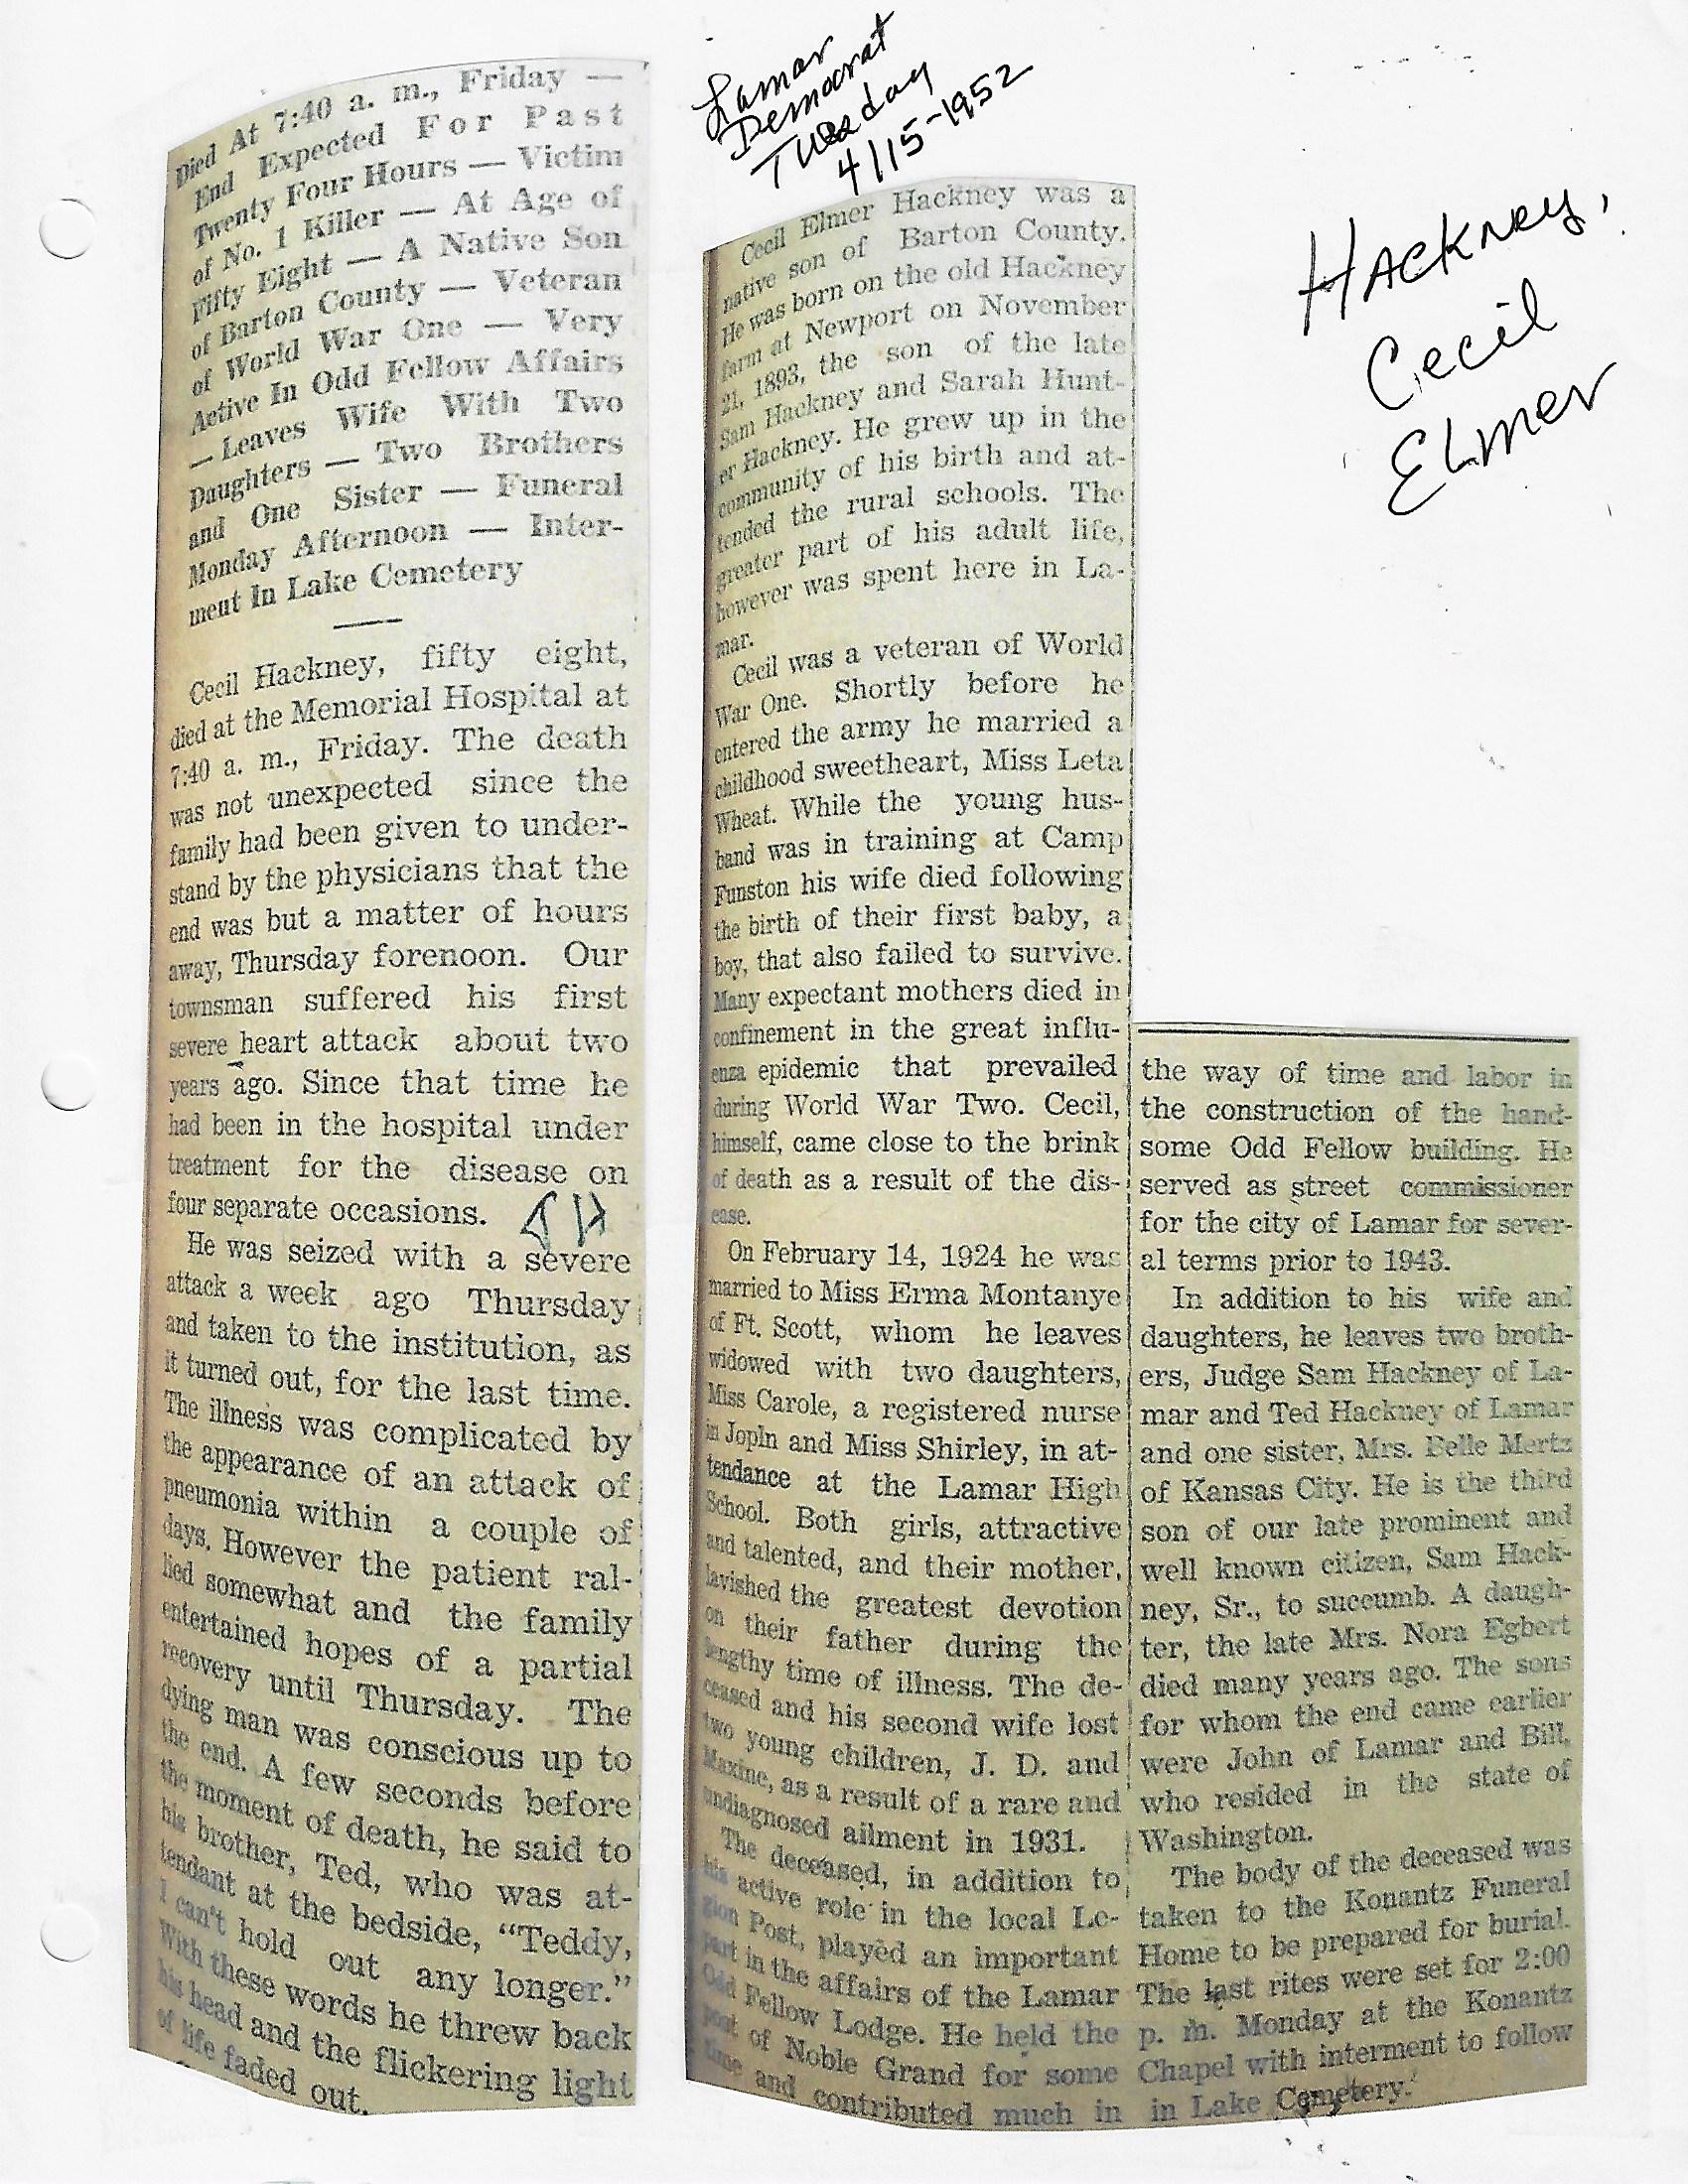 Lamar
Democrat
Tuesday
4/15-1952
Hackney,
Cecil
Elmer
Died At 7:40 a. m., Friday —
End Expected For Past
Twenty Four Hours — Victim
of No. 1 Killer — At Age of
Fifty Eight — A Native Son
of Barton County — Veteran
of World War One — Very
Active In Odd Fellow Affairs
— Leaves Wife With Two
Daughters — Two Brothers
and One Sister — Funeral
Monday Afternoon — Inter-
ment In Lake Cemetery
Cecil Hackney, fifty eight,
died at the Memorial Hospital at
7:40 a. m., Friday. The death
was not unexpected since the
family had been given to under-
stand by the physicians that the
end was but a matter of hours
away, Thursday forenoon. Our
townsman suffered his first
severe heart attack about two
years ago. Since that time he
had been in the hospital under
treatment for the disease on
four separate occasions.
He was seized with a severe
attack a week ago Thursday
and taken to the institution, as
it turned out, for the last time.
The illness was complicated by
the appearance of an attack of
pneumonia within a couple of
days. However the patient ral-
lied somewhat and the family
entertained hopes of a partial
recovery until Thursday. The
dying man was conscious up to
the end. A few seconds before
the moment of death, he said to
his brother, Ted, who was at-
tendant at the bedside, "Teddy,
I can't hold out any longer."
With these words he threw back
his head and the flickering light
of life faded out.
Cecil Elmer Hackney was a
native son of Barton County.
He was born on the old Hackney
farm at Newport on November
21, 1893, the son of the late
Sam Hackney and Sarah Hunt-
er Hackney. He grew up in the
community of his birth and at-
tended the rural schools. The
greater part of his adult life,
however was spent here in La-
mar.
Cecil was a veteran of World
War One. Shortly before he
entered the army he married a
childhood sweetheart, Miss Leta
Wheat. While the young hus-
band was in training at Camp
Funston his wife died following
the birth of their first baby, a
boy, that also failed to survive.
Many expectant mothers died in
confinement in the great influ-
enza epidemic that prevailed
during World War Two. Cecil,
himself, came close to the brink
of death as a result of the dis-
ease.
On February 14, 1924 he was
married to Miss Erma Montanye
of Ft. Scott, whom he leaves
widowed with two daughters,
Miss Carole, a registered nurse
in Jopln and Miss Shirley, in at-
tendance at the Lamar High
School. Both girls, attractive
and talented, and their mother,
lavished the greatest devotion
on their father during the
lengthy time of illness. The de-
ceased and his second wife lost
two young children, J. D. and
Maxine, as a result of a rare and
undiagnosed ailment in 1931.
The deceased, in addition to
his active role in the local Le-
gion Post, played an important
part in the affairs of the Lamar
Odd Fellow Lodge. He held the
post of Noble Grand for some
time and contributed much in
the way of time and labor in
the construction of the hand-
some Odd Fellow building. He
served as street commissioner
for the city of Lamar for sever-
al terms prior to 1943.
In addition to his wife and
daughters, he leaves two broth-
ers, Judge Sam Hackney of La-
mar and Ted Hackney of Lamar
and one sister, Mrs. Belle Mertz
of Kansas City. He is the third
son of our late prominent and
well known citizen, Sam Hack-
ney, Sr., to succumb. A daugh-
ter, the late Mrs. Nora Egbert
died many years ago. The sons
for whom the end came earlier
were John of Lamar and Bill,
who resided in the state of
Washington.
The body of the deceased was
taken to the Konantz Funeral
Home to be prepared for burial.
The last rites were set for 2:00
p. m. Monday at the Konantz
Chapel with interment to follow
in Lake Cemetery.